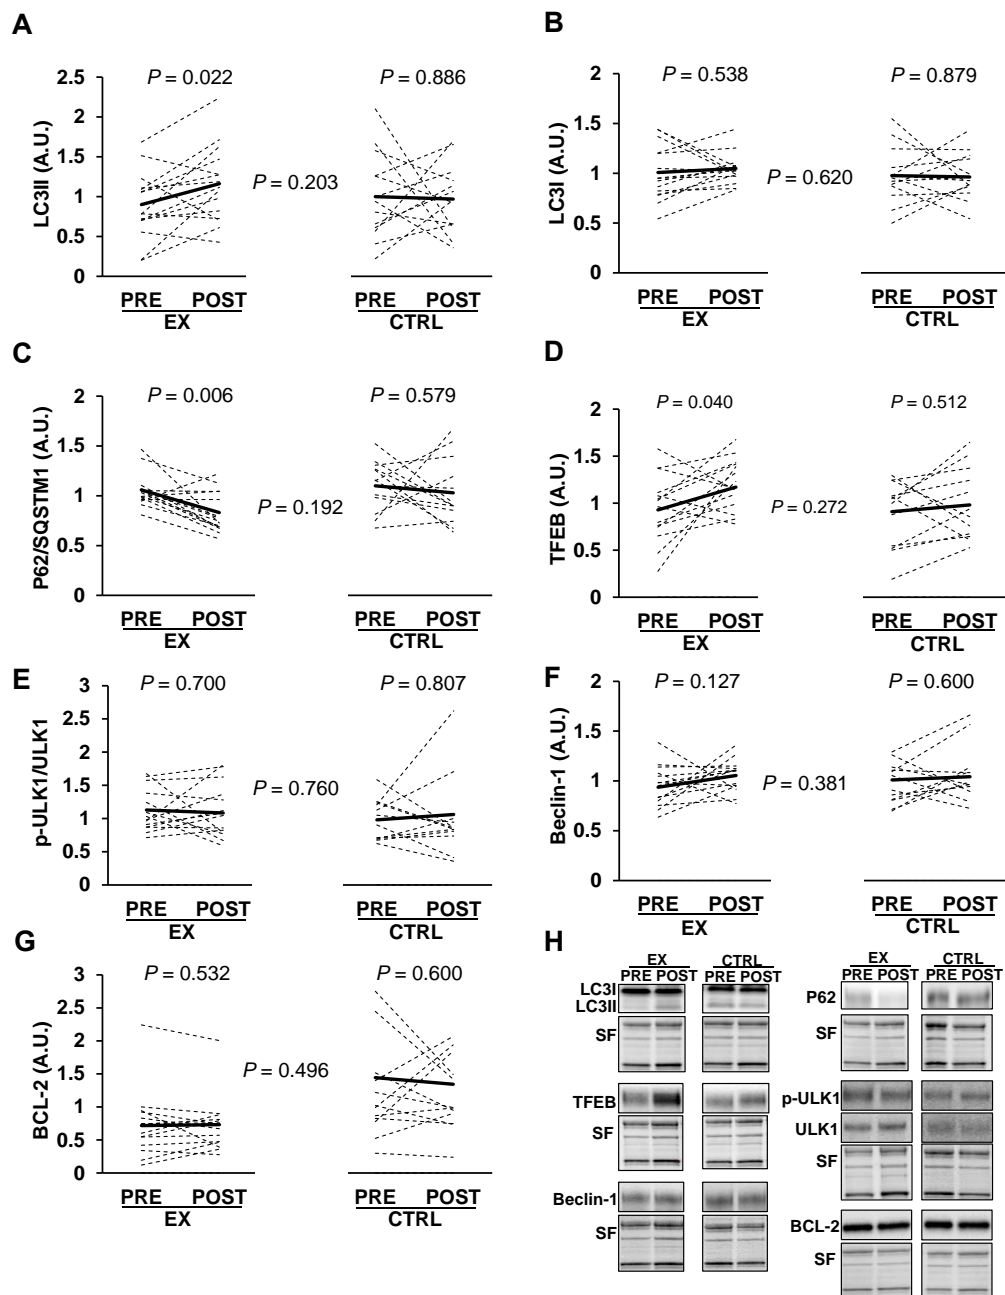 A
LC3II (A.U.)
2.5
2
1.5
1
0.5
0
P = 0.022
P = 0.886
P = 0.203
PRE POST
EX
PRE POST
CTRL
B
LC3I (A.U.)
2
1.5
1
0.5
0
P = 0.538
P = 0.879
P = 0.620
PRE POST
EX
PRE POST
CTRL
C
P62/SQSTM1 (A.U.)
2
1.5
1
0.5
0
P = 0.006
P = 0.579
P = 0.192
PRE POST
EX
PRE POST
CTRL
D
TFEB (A.U.)
2
1.5
1
0.5
0
P = 0.040
P = 0.512
P = 0.272
PRE POST
EX
PRE POST
CTRL
E
p-ULK1/ULK1
3
2.5
2
1.5
1
0.5
0
P = 0.700
P = 0.807
P = 0.760
PRE POST
EX
PRE POST
CTRL
F
Beclin-1 (A.U.)
2
1.5
1
0.5
0
P = 0.127
P = 0.600
P = 0.381
PRE POST
EX
PRE POST
CTRL
G
BCL-2 (A.U.)
3
2.5
2
1.5
1
0.5
0
P = 0.532
P = 0.600
P = 0.496
PRE POST
EX
PRE POST
CTRL
H
EX CTRL
PRE POST PRE POST
LC3I
LC3II
SF
TFEB
SF
Beclin-1
SF
EX CTRL
PRE POST PRE POST
P62
SF
p-ULK1
ULK1
SF
BCL-2
SF